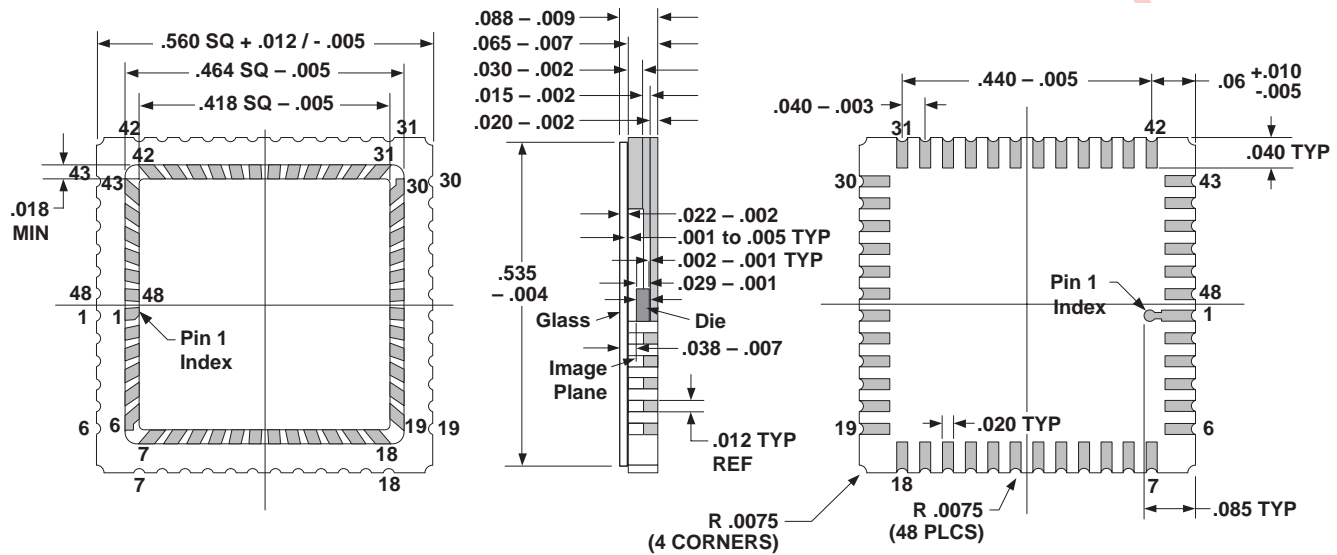 .560 SQ + .012 / - .005
.464 SQ – .005
.418 SQ – .005
42
31
42
31
43
43
30
30
.018
MIN
48
48
1
1
Pin 1
Index
6
6
19
19
7
18
7
18
.088 – .009
.065 – .007
.030 – .002
.015 – .002
.020 – .002
.022 – .002
.001 to .005 TYP
.002 – .001 TYP
.029 – .001
.535
– .004
Glass
Die
.038 – .007
Image
Plane
.012 TYP
REF
.440 – .005
.06 +.010
-.005
.040 – .003
31
42
.040 TYP
30
43
Pin 1
Index
48
1
19
.020 TYP
6
18
7
R .0075
(4 CORNERS)
R .0075
(48 PLCS)
.085 TYP